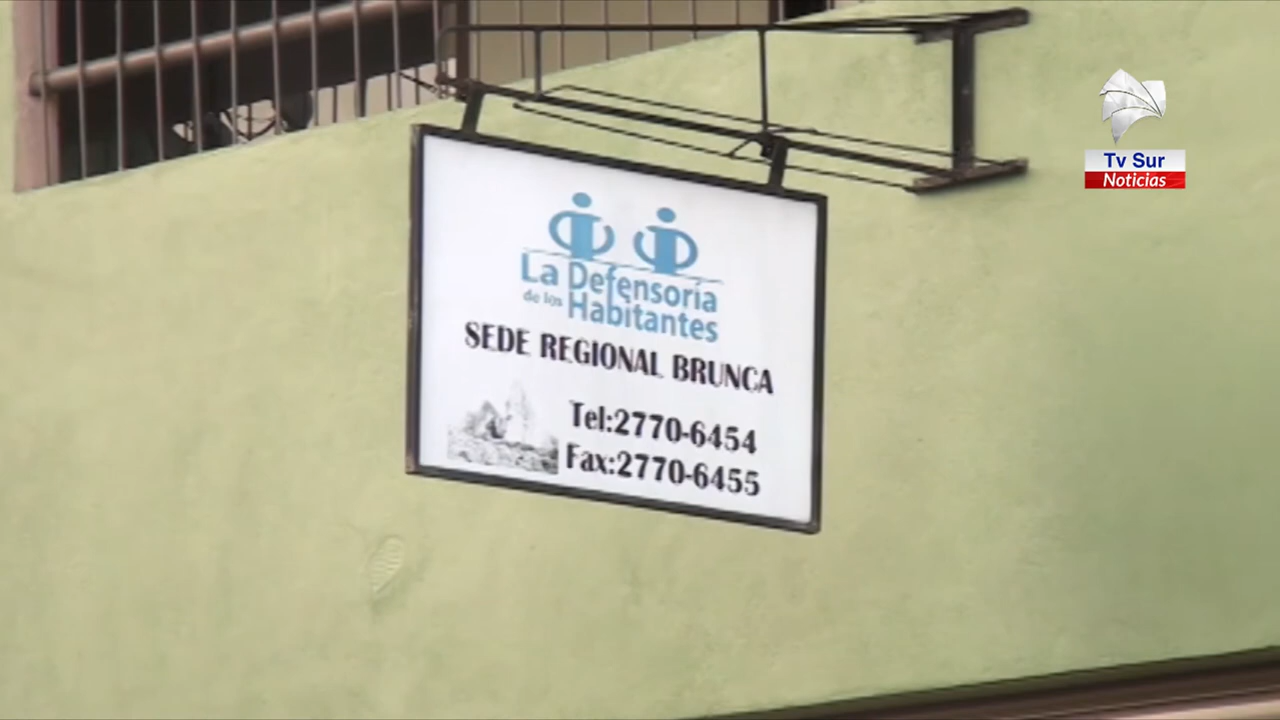 Tv Sur
Noticias
La Defensoría
de los Habitantes
SEDE REGIONAL BRUNCA
Tel:2770-6454
Fax:2770-6455